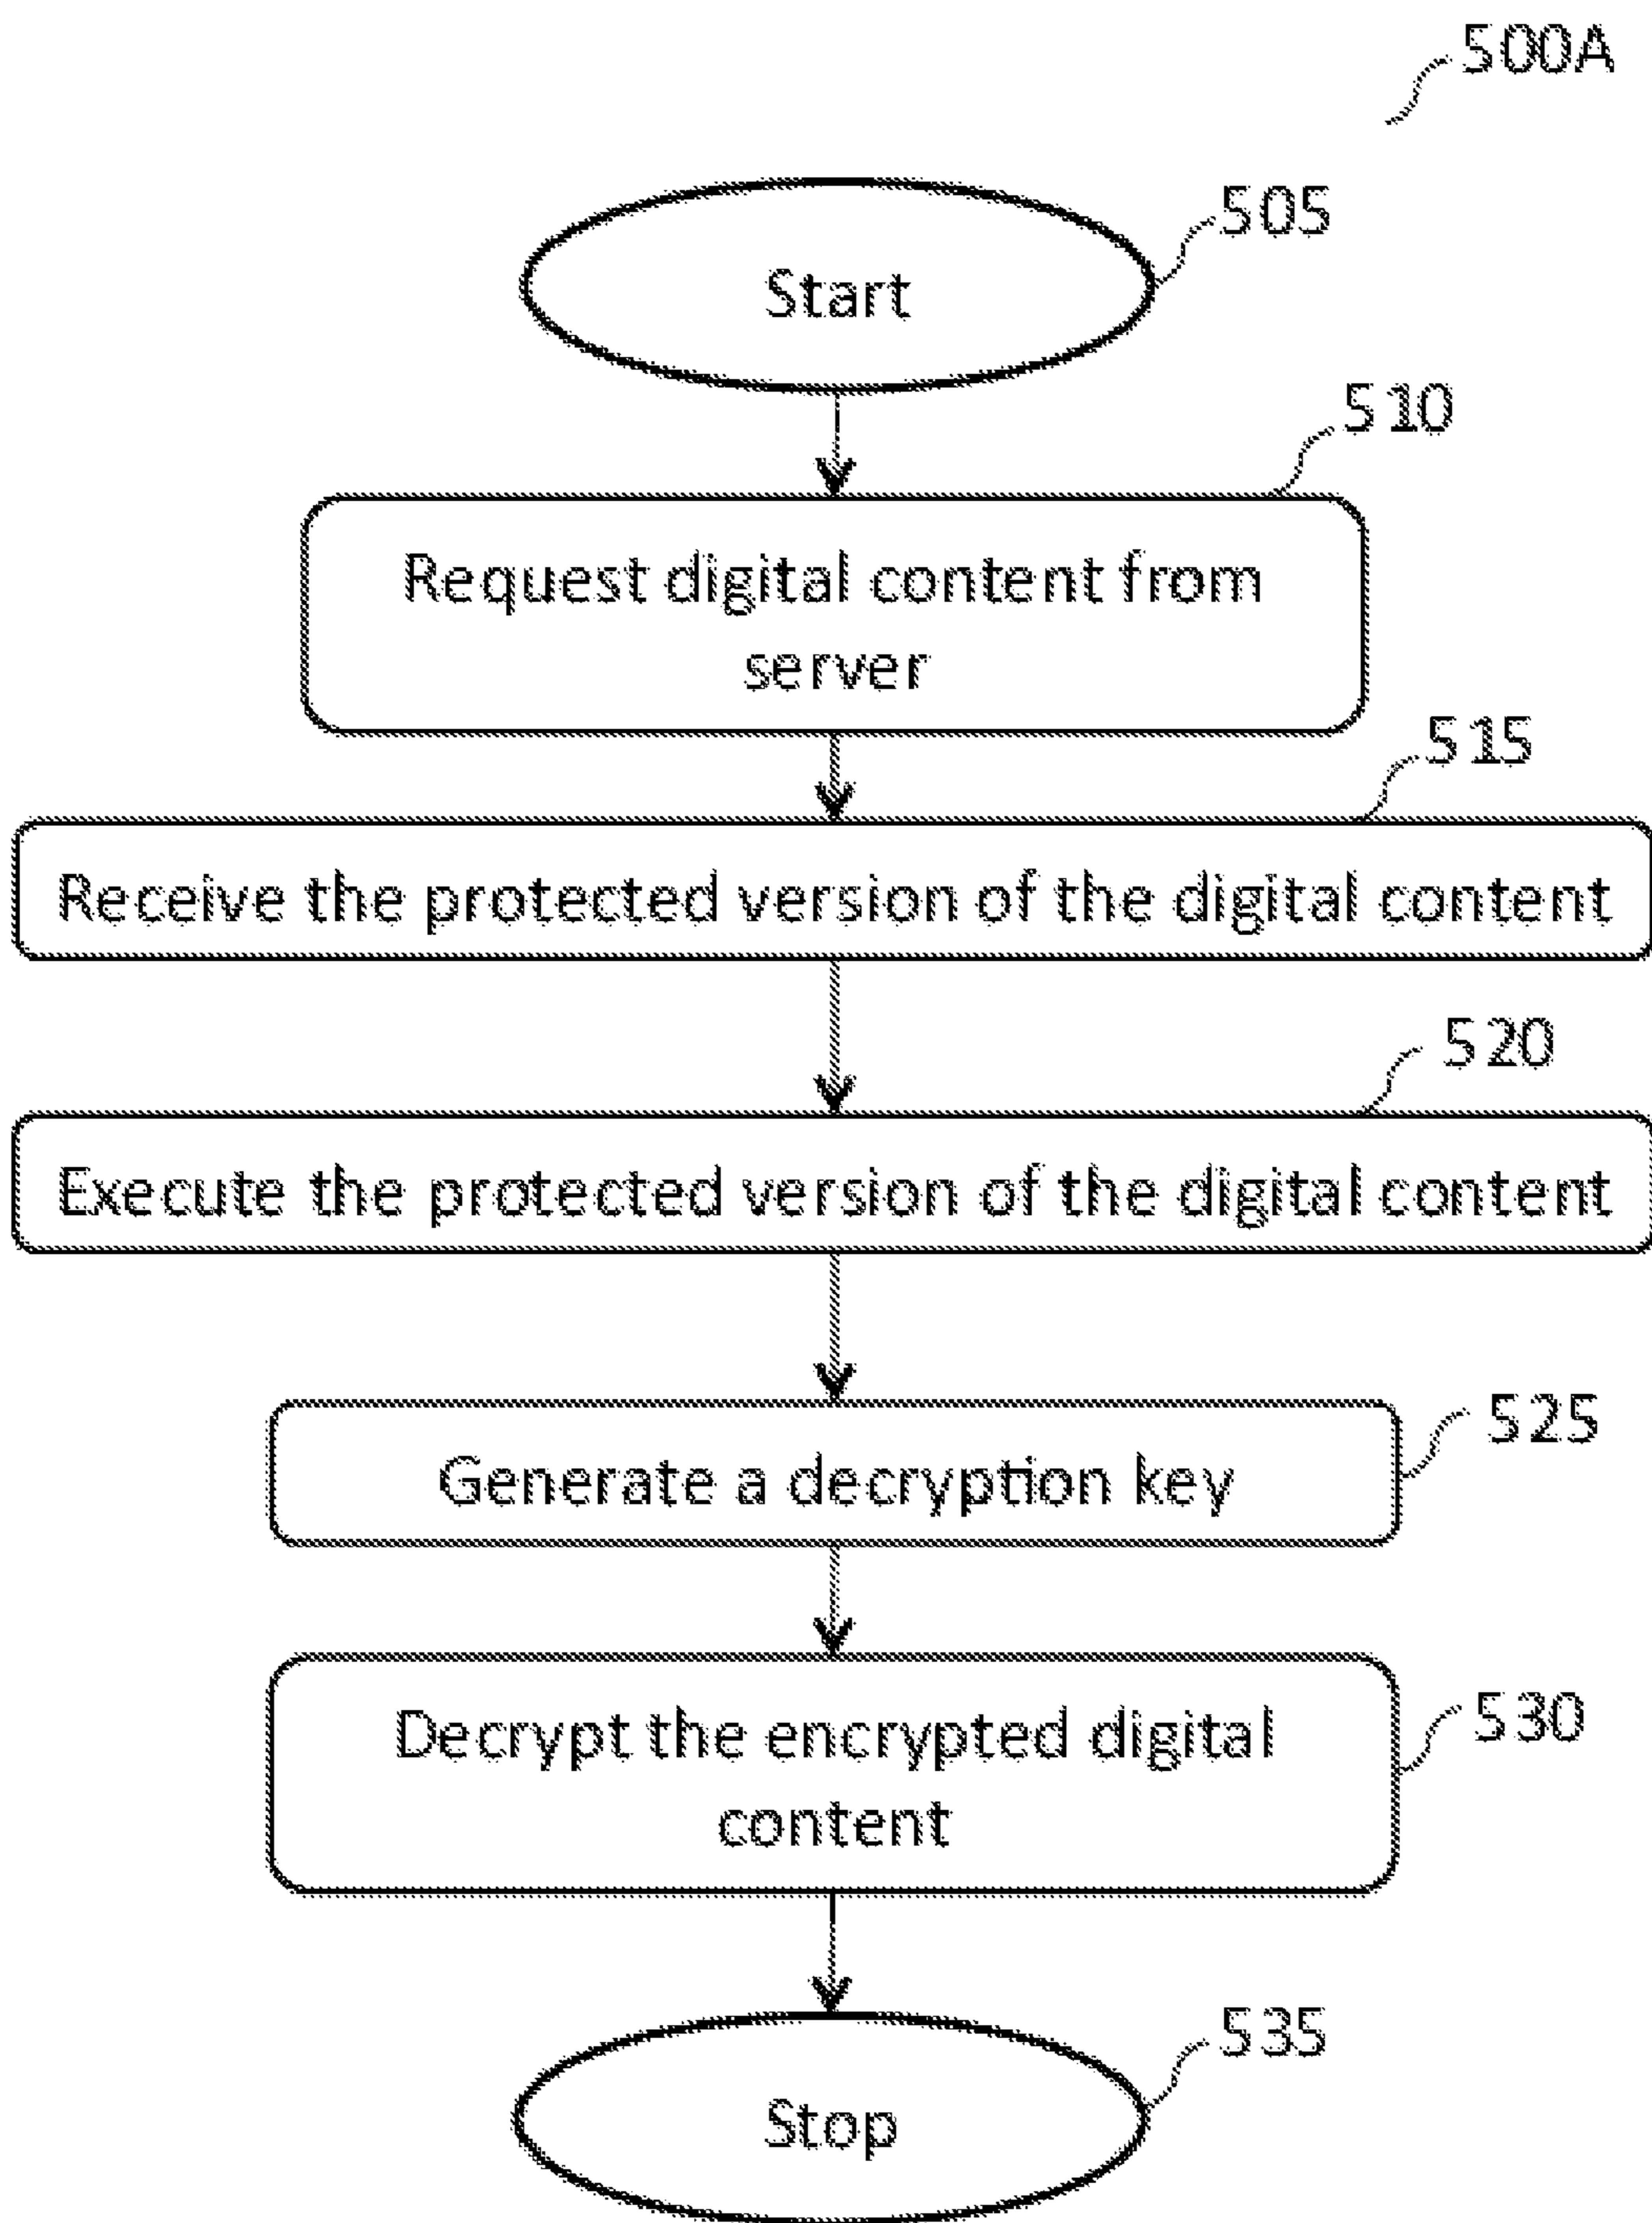 500A
505
Start
510
Request digital content from
server
515
Receive the protected version of the digital content
520
Execute the protected version of the digital content
525
Generate a decryption key
530
Decrypt the encrypted digital
content
535
Stop